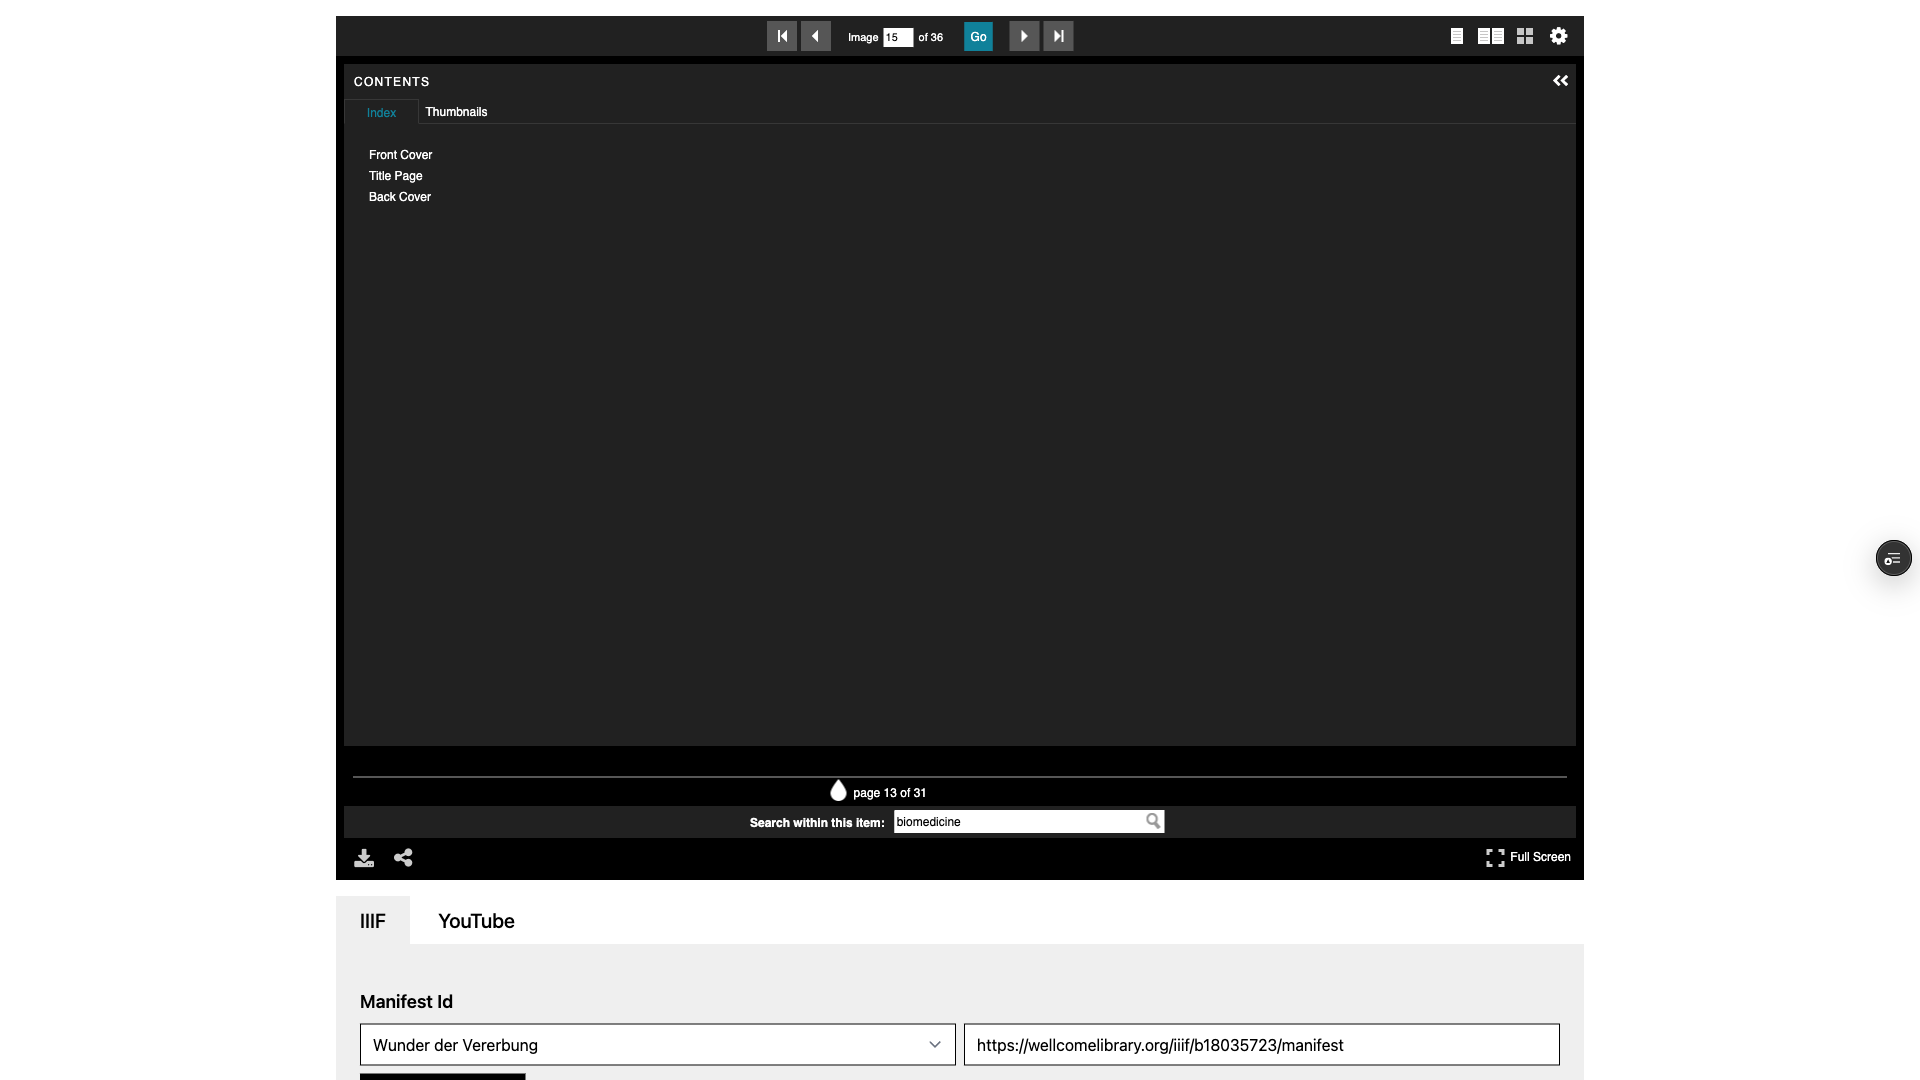 Image 15 of 36 Go
CONTENTS
Index Thumbnails
Front Cover
Title Page
Back Cover
page 13 of 31
Search within this item: biomedicine
Full Screen
IIIF YouTube
Manifest Id
Wunder der Vererbung https://wellcomelibrary.org/iiif/b18035723/manifest